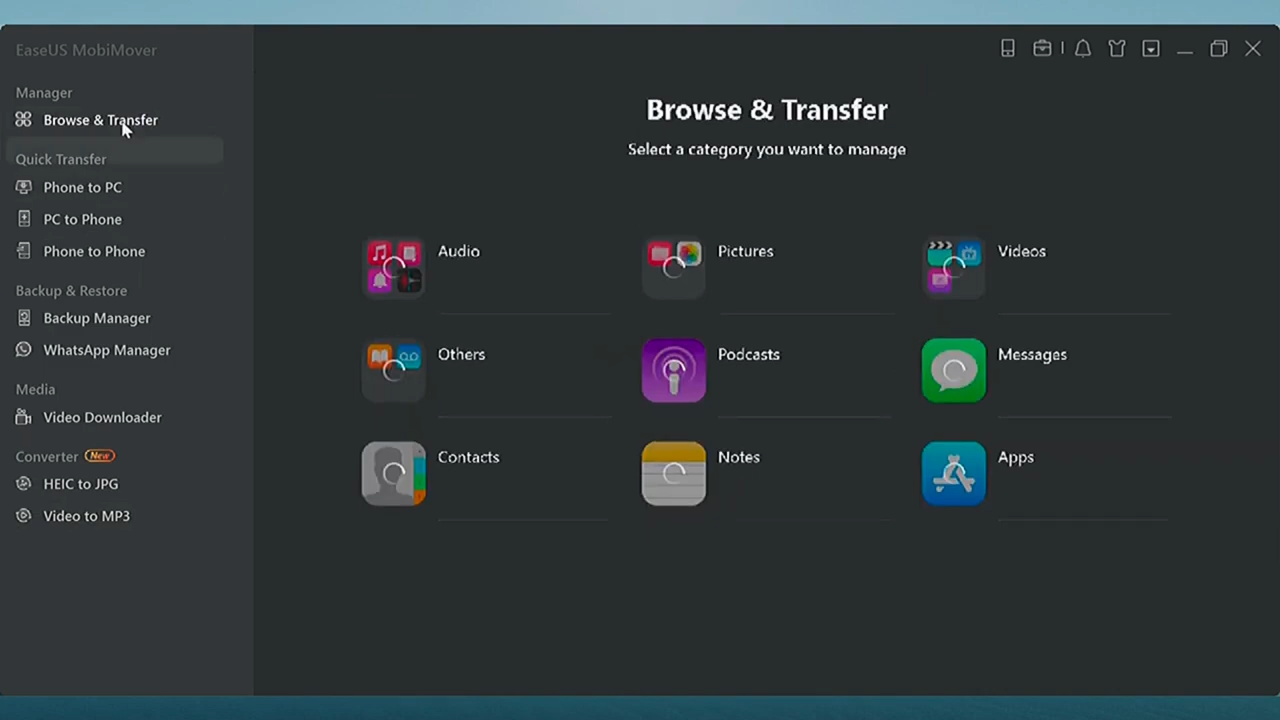 EaseUS MobiMover
Manager
Browse & Transfer
Quick Transfer
Phone to PC
PC to Phone
Phone to Phone
Backup & Restore
Backup Manager
WhatsApp Manager
Media
Video Downloader
Converter New
HEIC to JPG
Video to MP3
Browse & Transfer
Select a category you want to manage
Audio
Pictures
Videos
Others
Podcasts
Messages
Contacts
Notes
Apps